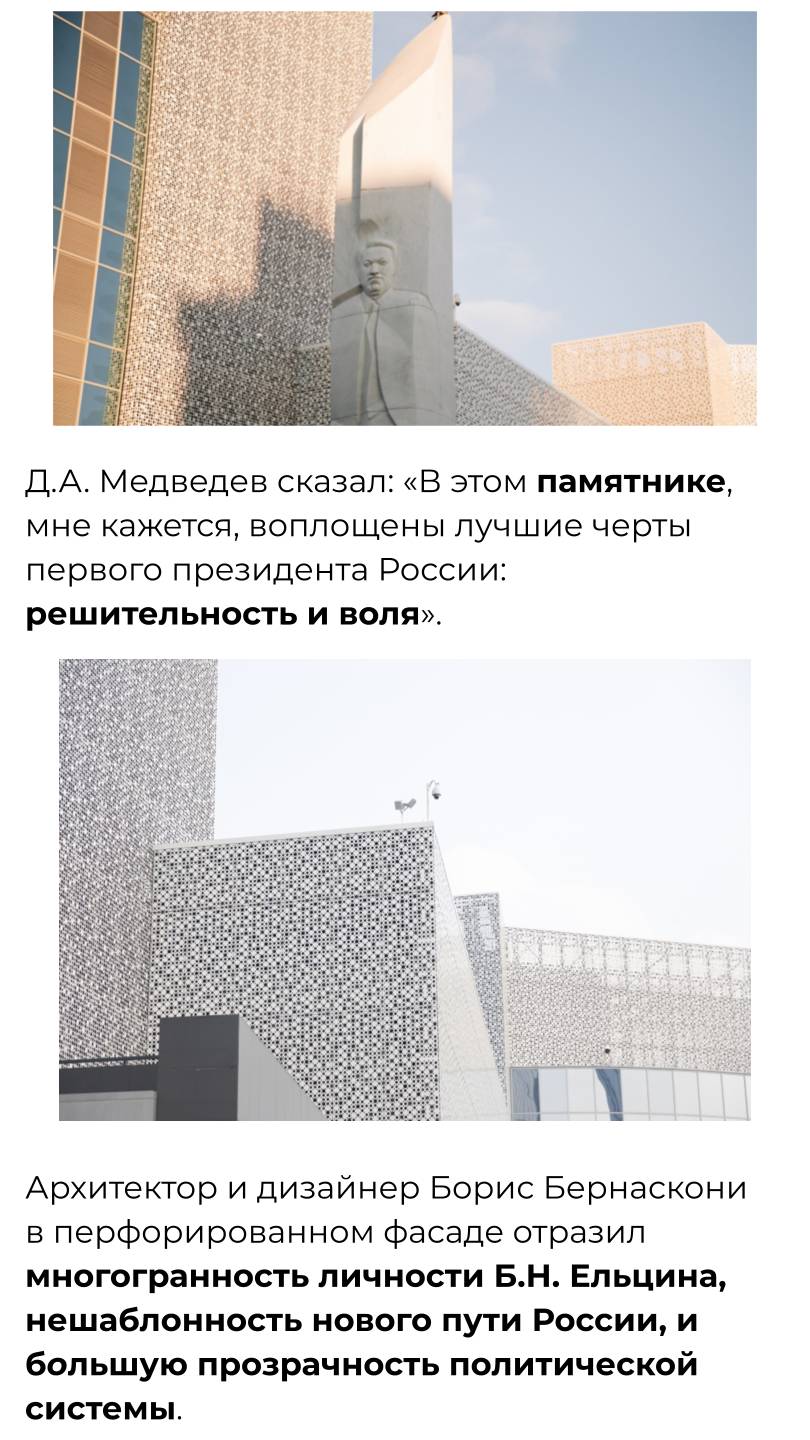 Д.А. Медведев сказал: «В этом памятнике,
мне кажется, воплощены лучшие черты
первого президента России:
решительность и воля».
Архитектор и дизайнер Борис Бернаскони
в перфорированном фасаде отразил
многогранность личности Б.Н. Ельцина,
нешаблонность нового пути России, и
большую прозрачность политической
системы.